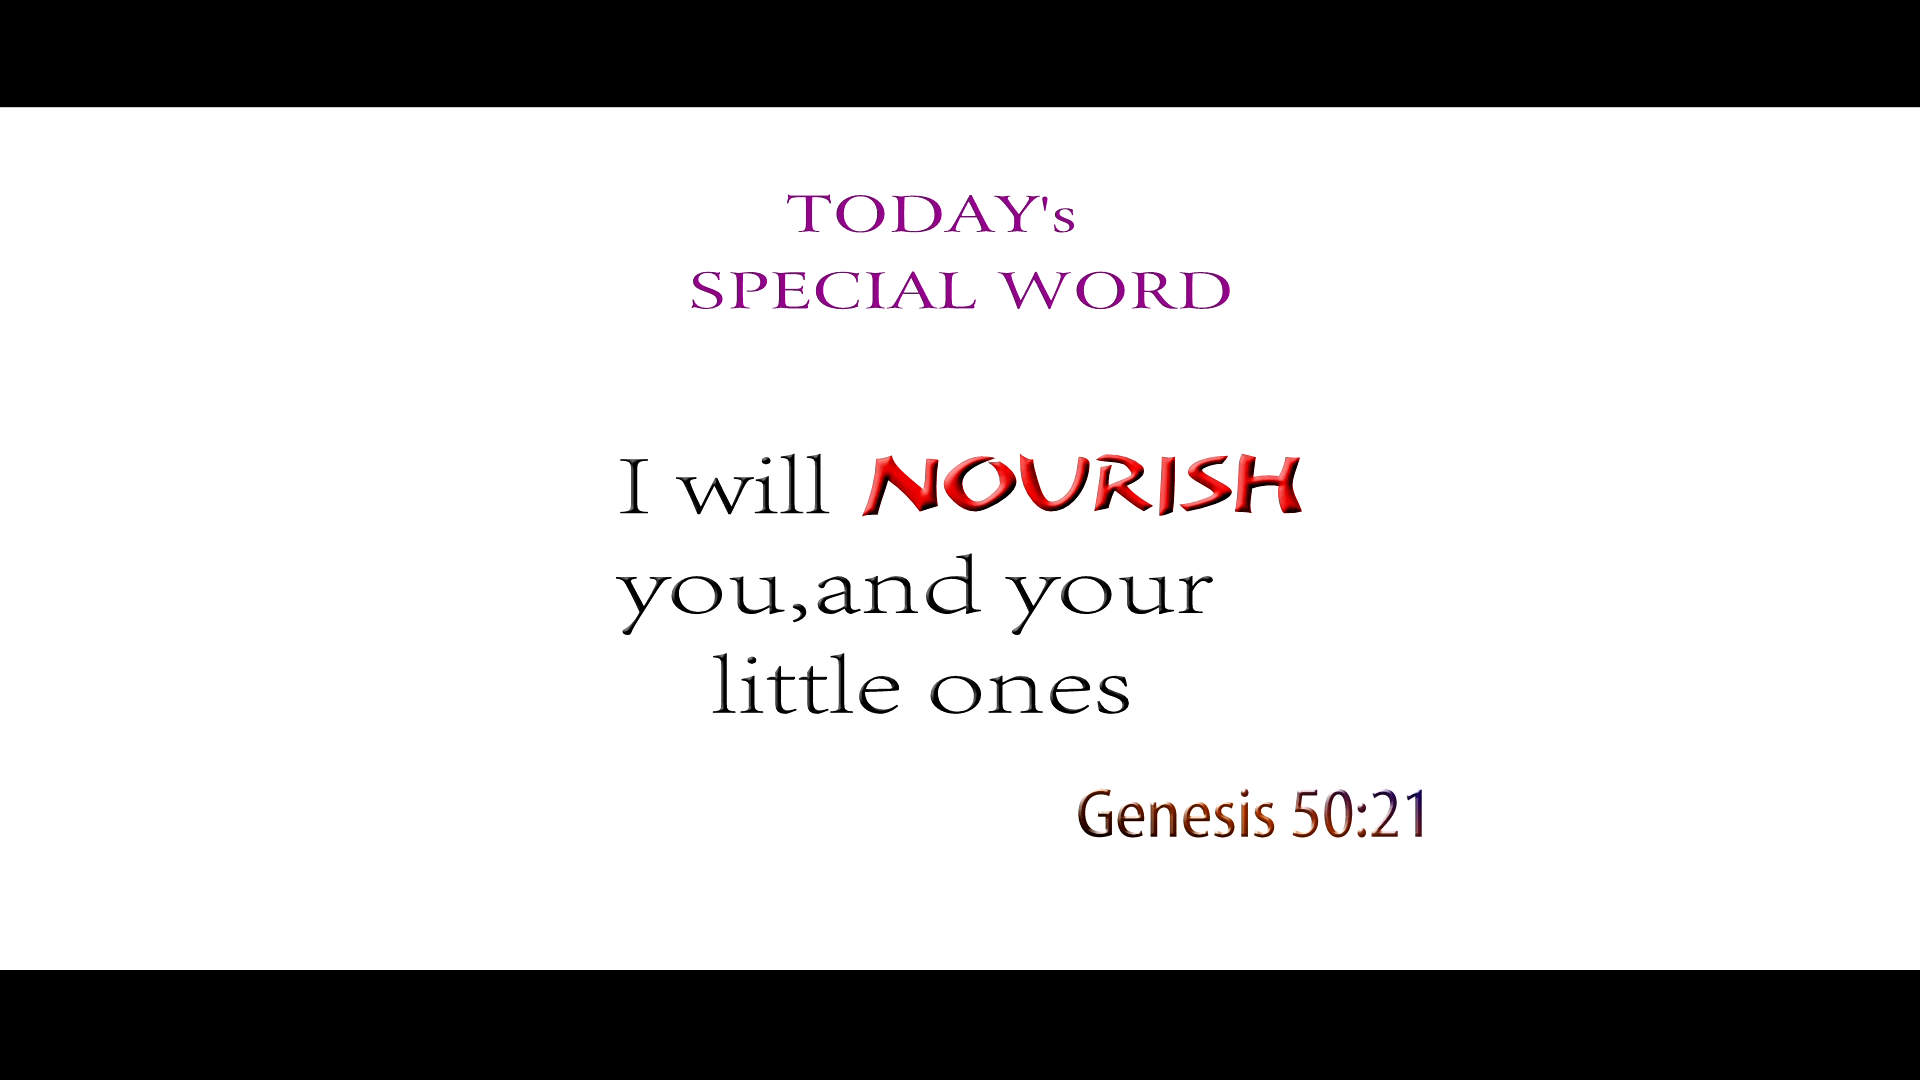 TODAY's
SPECIAL WORD
I will NOURISH
you,and your
little ones
Genesis 50:21